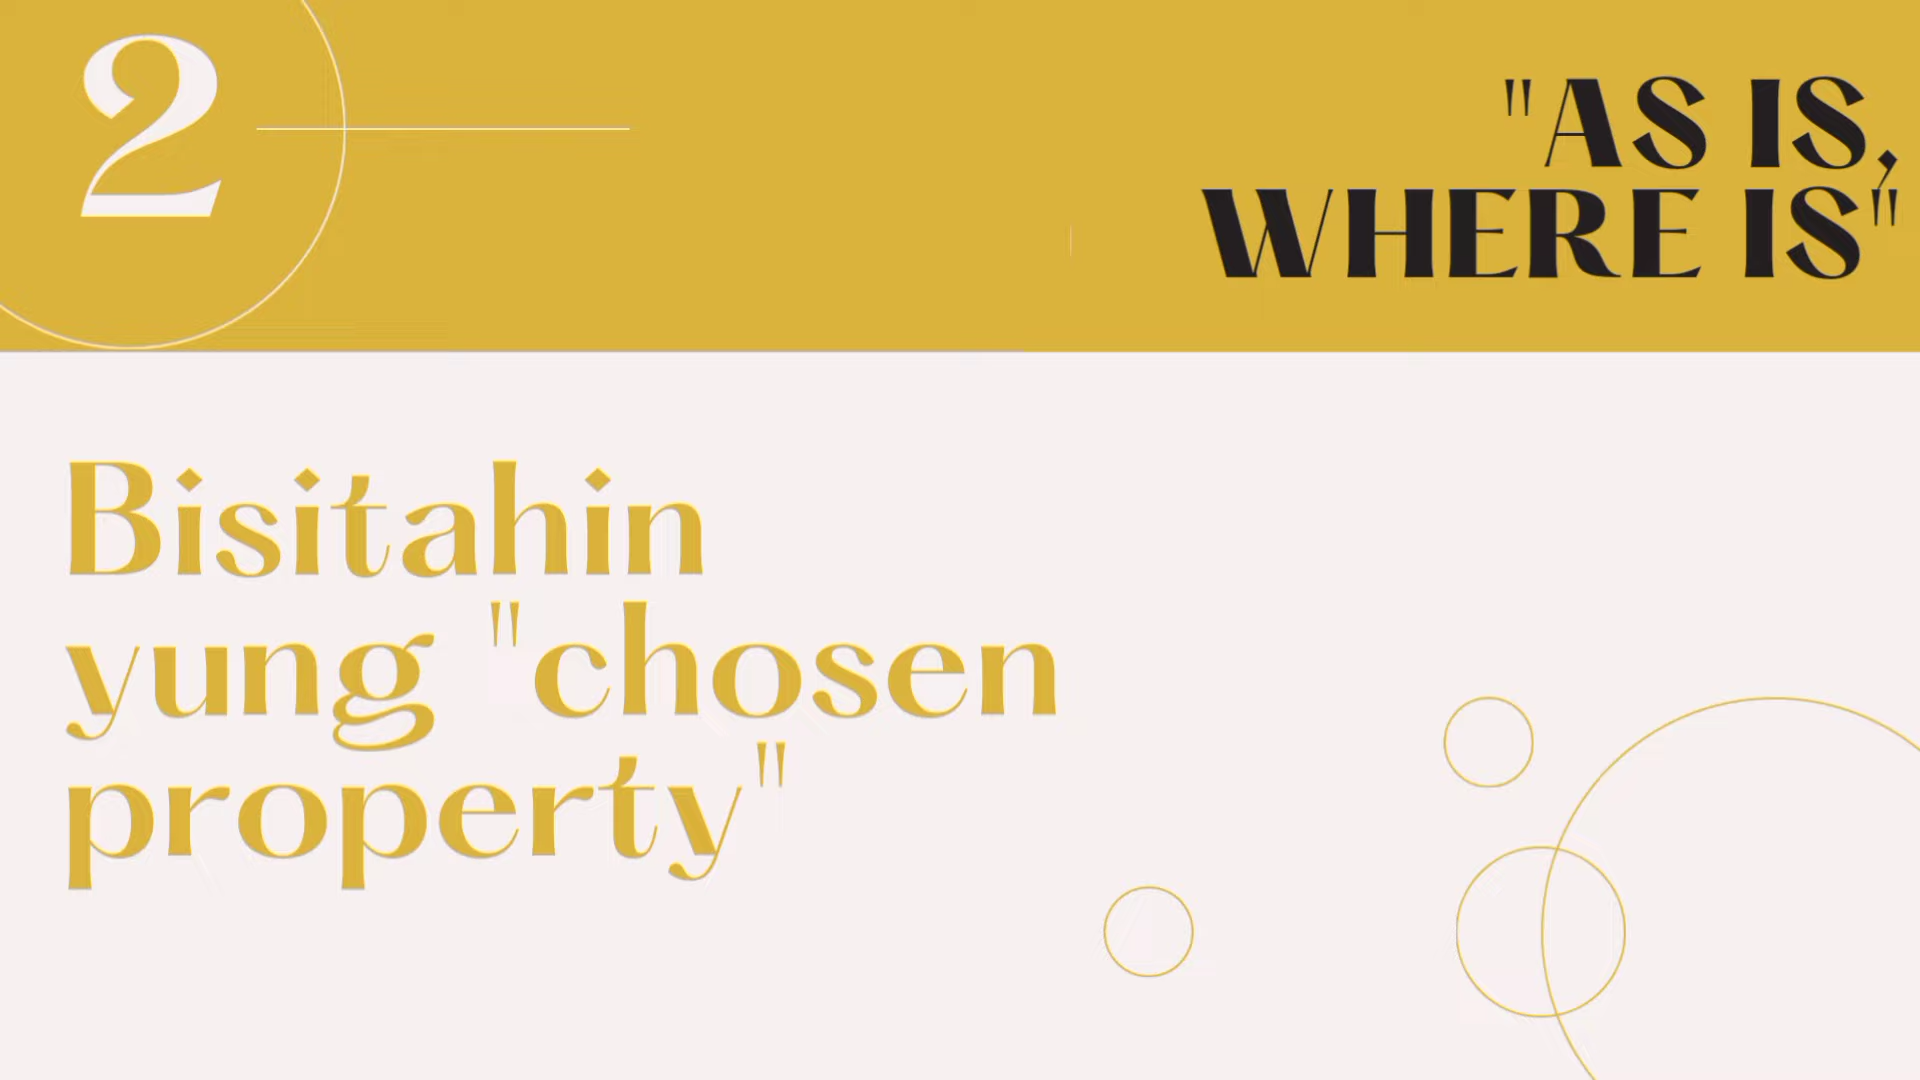 2
"AS IS,
WHERE IS"
Bisitahin
yung "chosen
property"